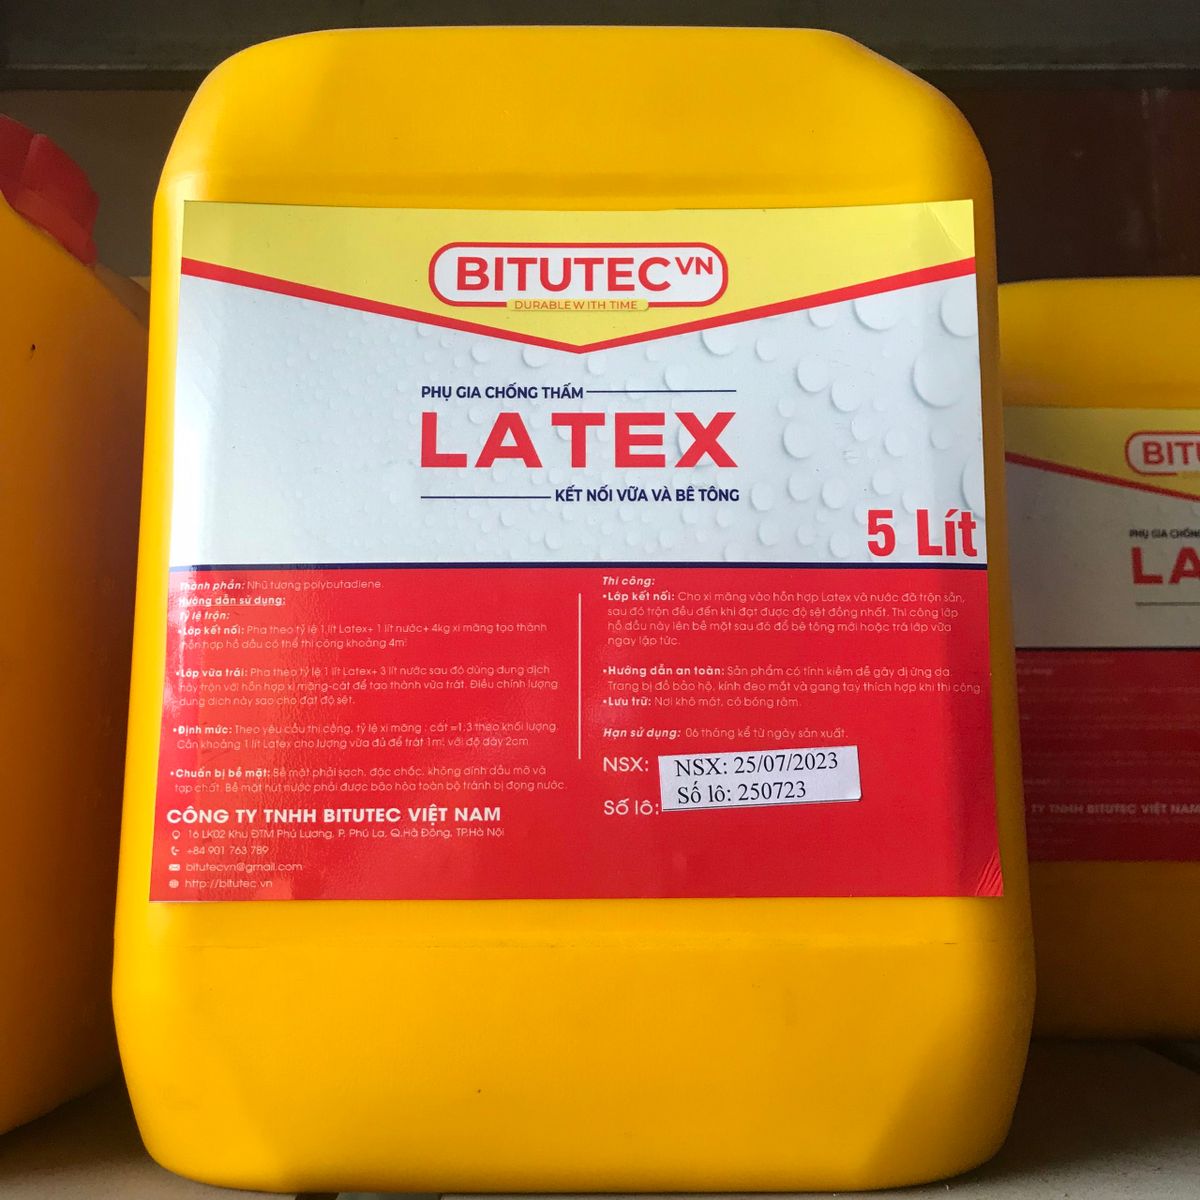 BITUTEC VN
DURABLE WITH TIME
PHỤ GIA CHỐNG THẤM
LATEX
KẾT NỐI VỮA VÀ BÊ TÔNG
5 Lít
Thành phần: Nhũ tương polybutadiene.
Hướng dẫn sử dụng:
Tỷ lệ trộn:
•Lớp kết nối: Pha theo tỷ lệ 1 lít Latex+ 1 lít nước+ 4kg xi măng tạo thành
hỗn hợp hồ dầu có thể thi công khoảng 4m²
•Lớp vữa trải: Pha theo tỷ lệ 1 lít Latex+ 3 lít nước sau đó dùng dung dịch
này trộn với hỗn hợp xi măng-cát để tạo thành vữa trát. Điều chỉnh lượng
dung dịch này sao cho đạt độ sệt.
•Định mức: Theo yêu cầu thi công, tỷ lệ xi măng : cát =1:3 theo khối lượng.
Cần khoảng 1 lít Latex cho lượng vữa đủ để trát 1m² với độ dày 2cm
•Chuẩn bị bề mặt: Bề mặt phải sạch, đặc chắc, không dính dầu mỡ và
tạp chất. Bề mặt hút nước phải được bão hòa toàn bộ tránh bị đọng nước.
CÔNG TY TNHH BITUTEC VIỆT NAM
16 LK02 Khu ĐTM Phú Lương, P. Phú La, Q.Hà Đông, TP.Hà Nội
+84 901 763 789
bitutecvn@gmail.com
http://bitutec.vn
Thi công:
•Lớp kết nối: Cho xi măng vào hỗn hợp Latex và nước đã trộn sẵn,
sau đó trộn đều đến khi đạt được độ sệt đồng nhất. Thi công lớp
hồ dầu này lên bề mặt sau đó đổ bê tông mới hoặc trả lớp vữa
ngay lập tức.
•Hướng dẫn an toàn: Sản phẩm có tính kiềm dễ gây dị ứng da.
Trang bị đồ bảo hộ, kính đeo mắt và gang tay thích hợp khi thi công.
•Lưu trữ: Nơi khô mát, có bóng râm.
Hạn sử dụng: 06 tháng kể từ ngày sản xuất.
NSX: NSX: 25/07/2023
Số lô: Số lô: 250723
BITU
PHỤ GIA CHỐNG
LA
TY TNHH BITUTEC VIỆT NAM